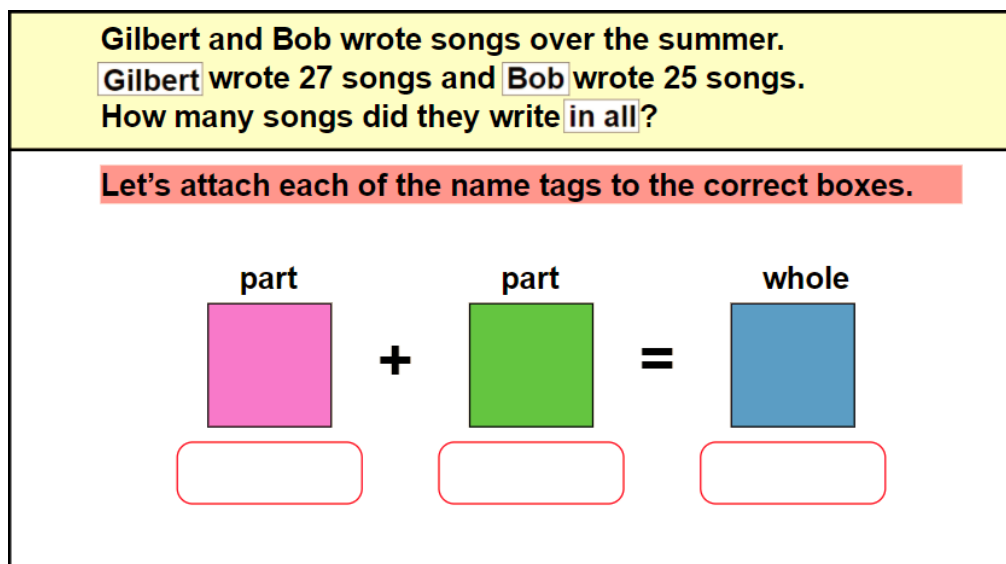 Gilbert and Bob wrote songs over the summer.
Gilbert wrote 27 songs and Bob wrote 25 songs.
How many songs did they write in all?
Let’s attach each of the name tags to the correct boxes.
part part whole
+ =